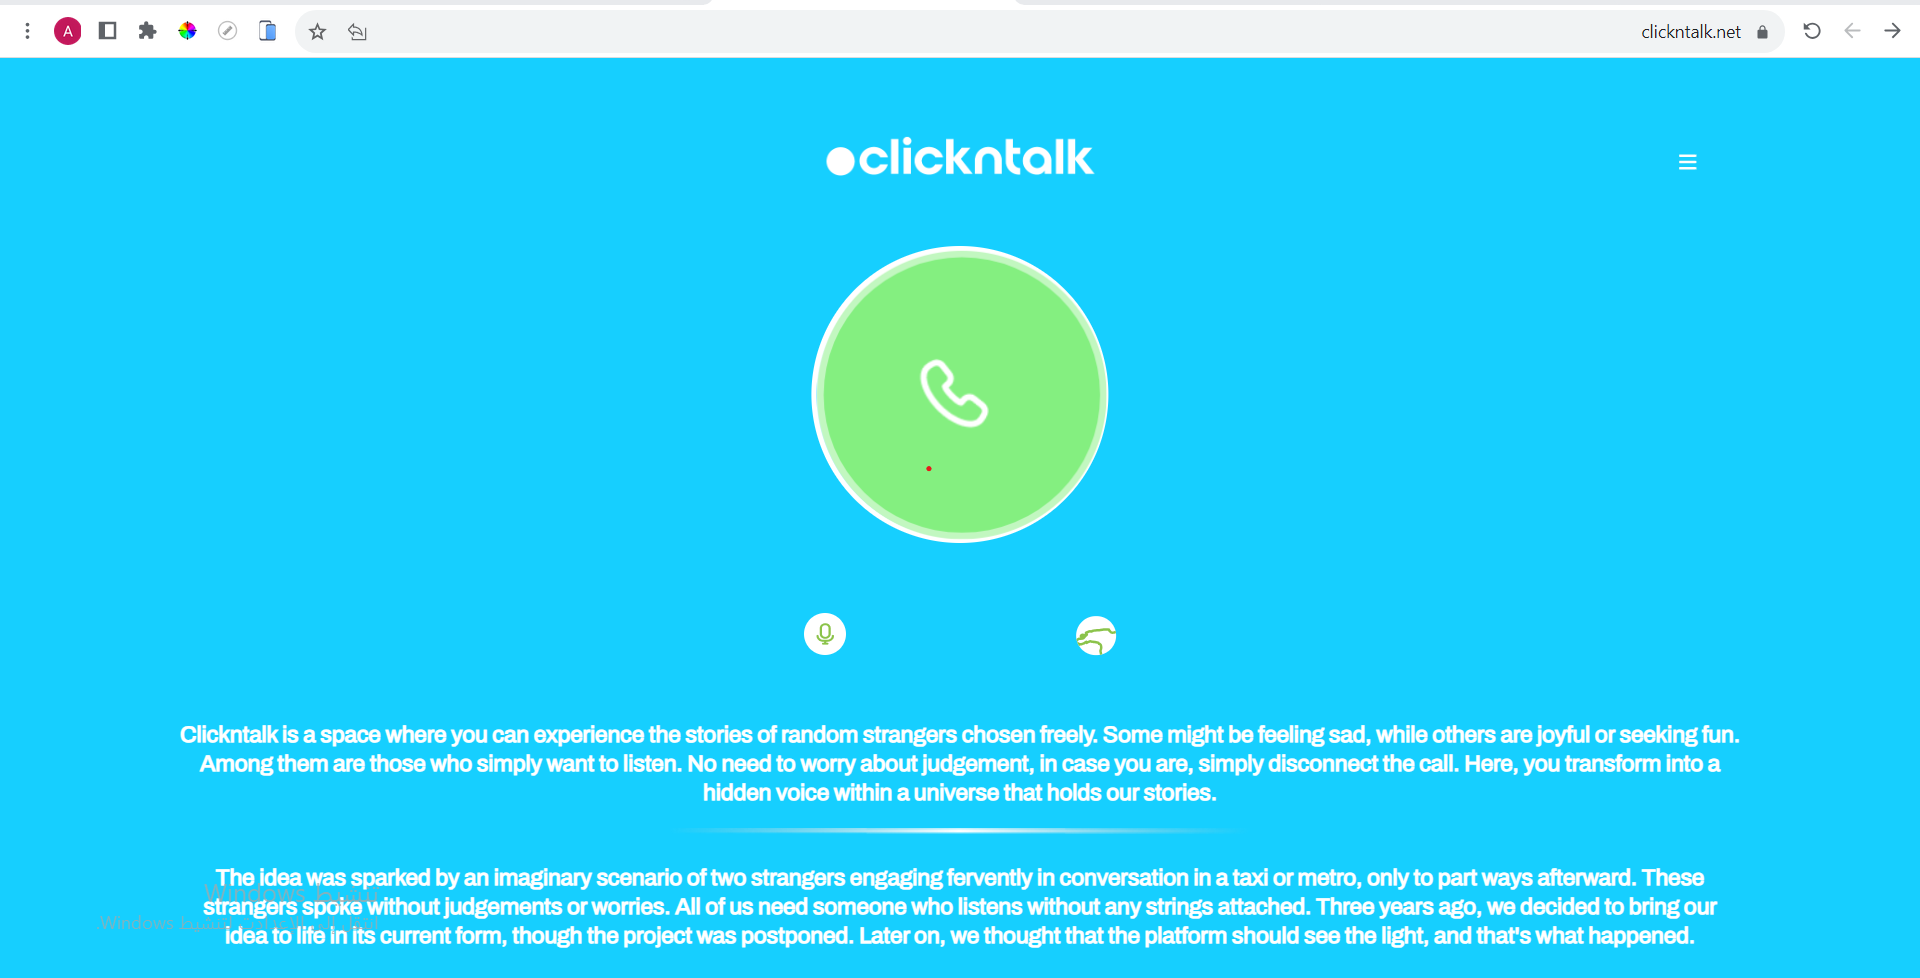 A
clickntalk.net
clickntalk
Clickntalk is a space where you can experience the stories of random strangers chosen freely. Some might be feeling sad, while others are joyful or seeking fun.
Among them are those who simply want to listen. No need to worry about judgement, in case you are, simply disconnect the call. Here, you transform into a
hidden voice within a universe that holds our stories.
The idea was sparked by an imaginary scenario of two strangers engaging fervently in conversation in a taxi or metro, only to part ways afterward. These
strangers spoke without judgements or worries. All of us need someone who listens without any strings attached. Three years ago, we decided to bring our
idea to life in its current form, though the project was postponed. Later on, we thought that the platform should see the light, and that's what happened.
تنشيط Windows
لتنشيط Windows